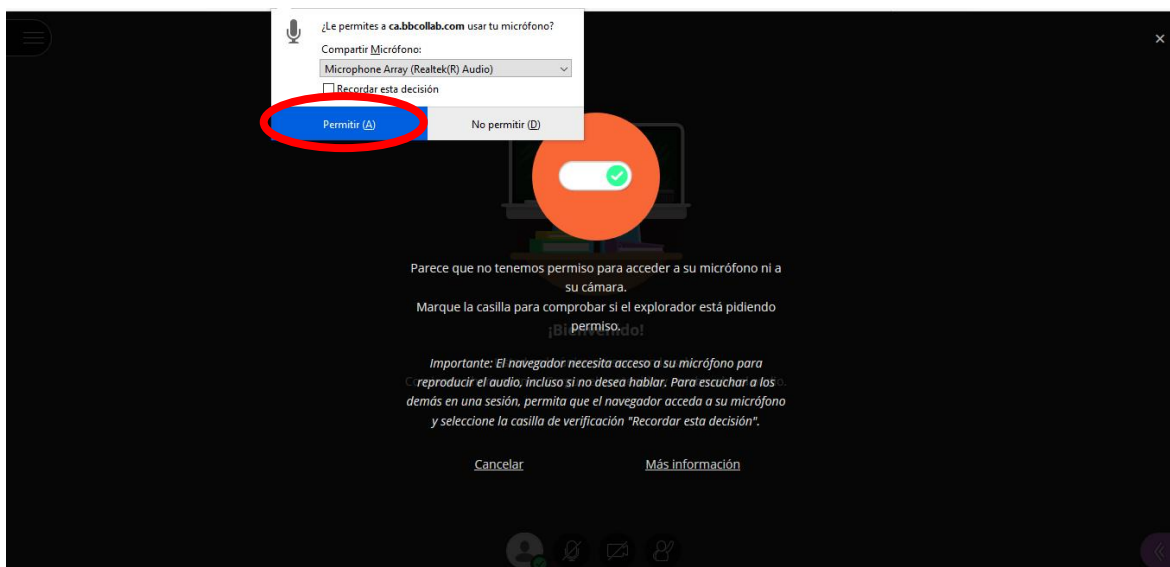 ¿Le permites a ca.bbcollab.com usar tu micrófono?
Compartir Micrófono:
Microphone Array (Realtek(R) Audio)
Recordar esta decisión
Permitir (A)
No permitir (D)
Parece que no tenemos permiso para acceder a su micrófono ni a
su cámara.
Marque la casilla para comprobar si el explorador está pidiendo
permiso.
¡Bienvenido!
Importante: El navegador necesita acceso a su micrófono para
reproducir el audio, incluso si no desea hablar. Para escuchar a los
demás en una sesión, permita que el navegador acceda a su micrófono
y seleccione la casilla de verificación "Recordar esta decisión".
Cancelar
Más información